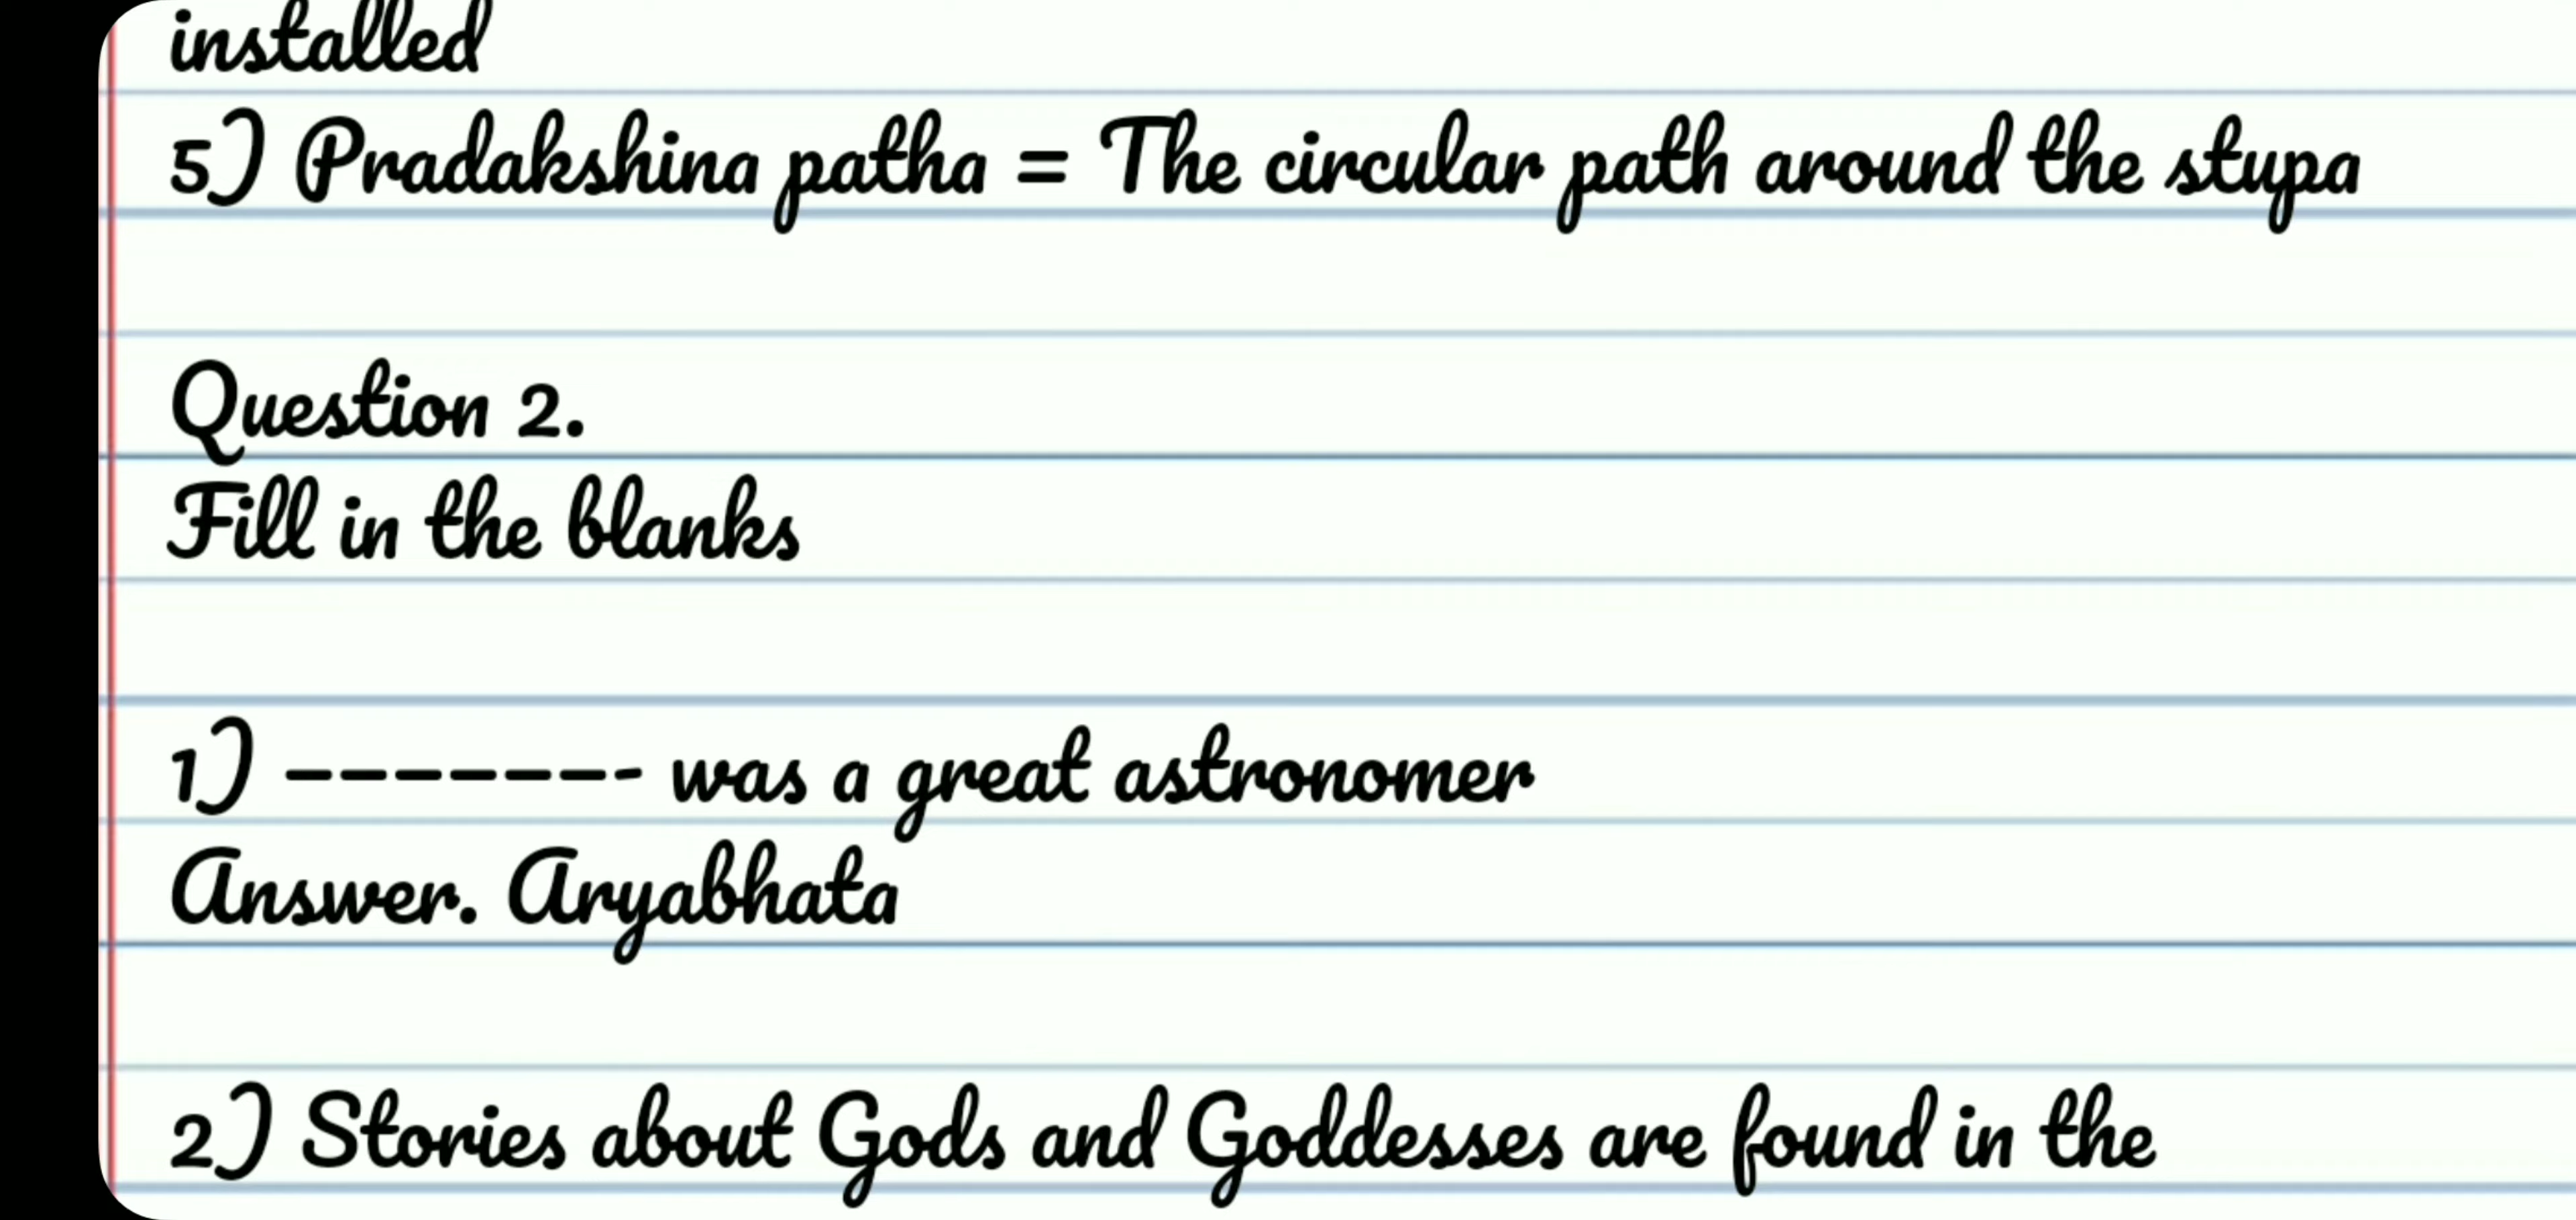 installed
5) Pradakshina patha = The circular path around the stupa
Question 2.
Fill in the blanks
1) ------- was a great astronomer
Answer. Aryabhata
2) Stories about Gods and Goddesses are found in the